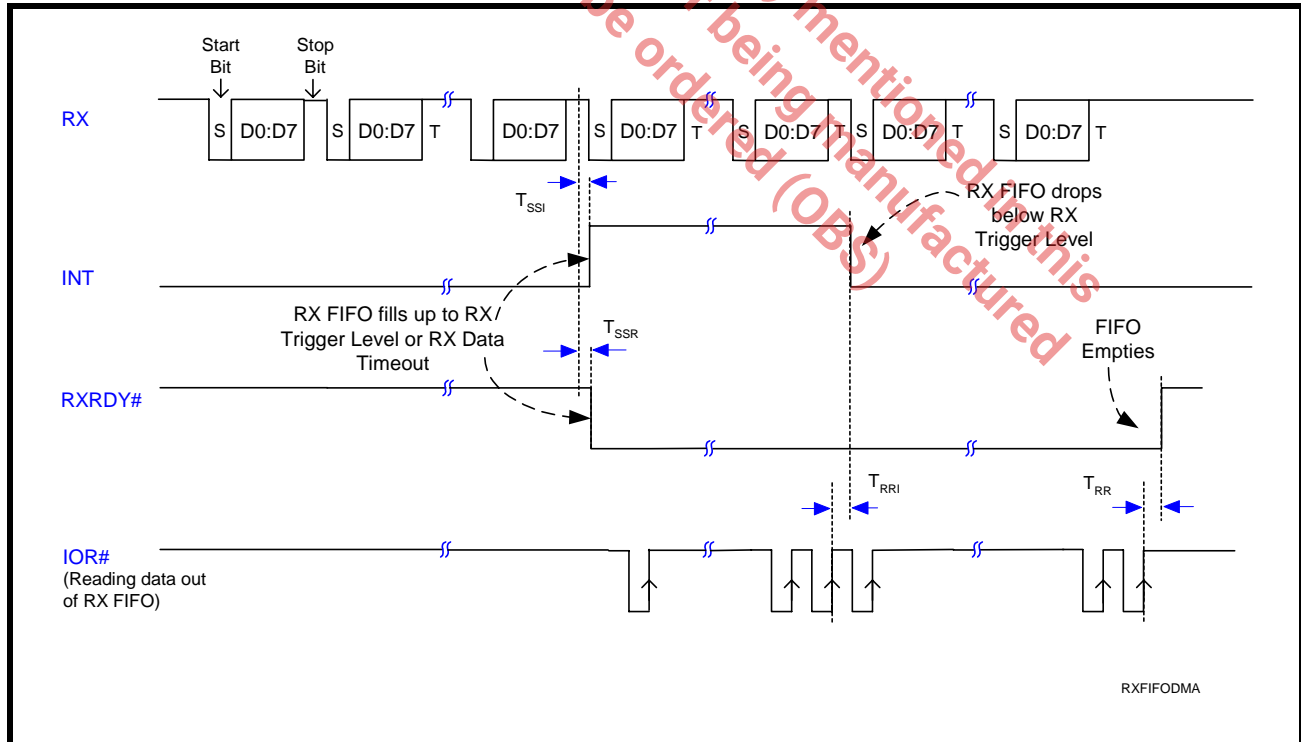 mentioned in this
being manufactured
be ordered (OBS)
Start
Bit
Stop
Bit
RX
S D0:D7 S D0:D7 T D0:D7 S D0:D7 T S D0:D7 T S D0:D7 T S D0:D7 T
TSSI
RX FIFO drops
below RX
Trigger Level
INT
RX FIFO fills up to RX
Trigger Level or RX Data
Timeout
TSSR
FIFO
Empties
RXRDY#
TRRI
TRR
IOR#
(Reading data out
of RX FIFO)
RXFIFODMA